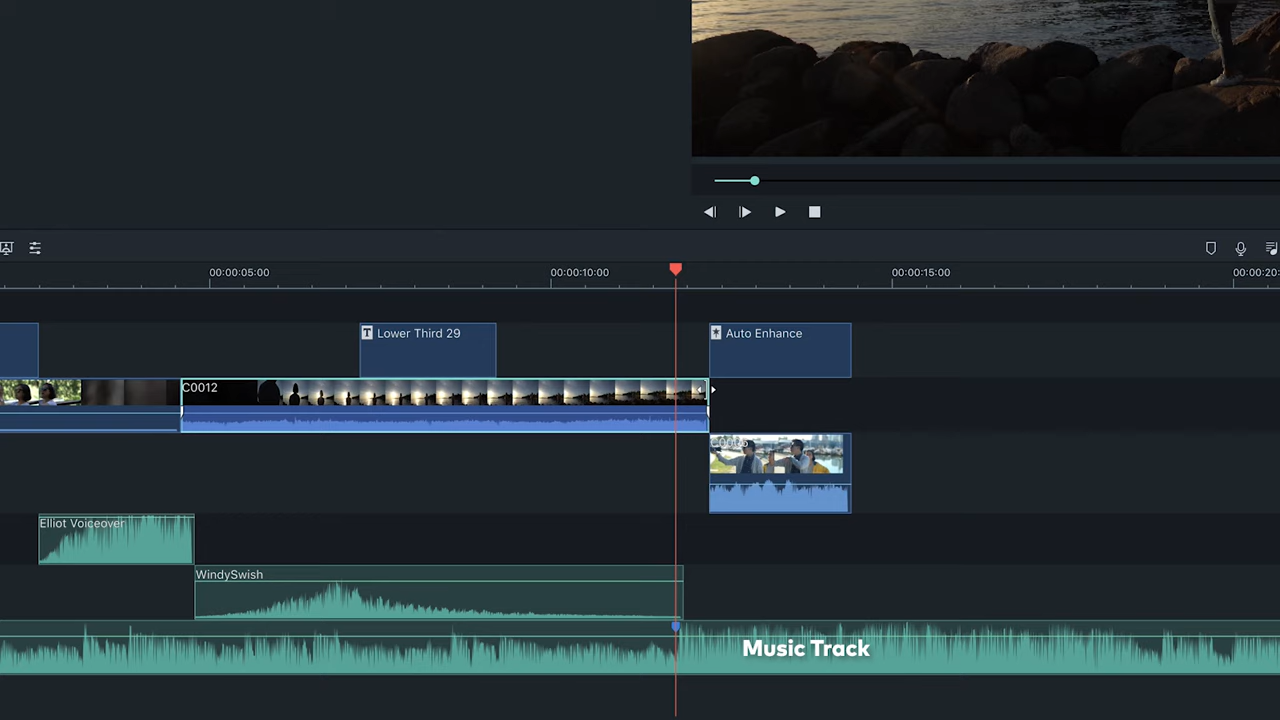 00:00:05:00
00:00:10:00
00:00:15:00
00:00:20:
T Lower Third 29
Auto Enhance
C0012
Elliot Voiceover
WindySwish
Music Track